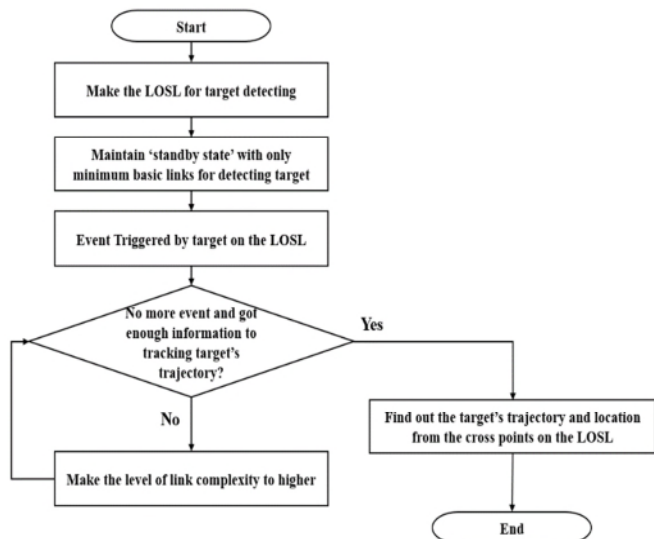 Start
Make the LOSL for target detecting
Maintain ‘standby state’ with only
minimum basic links for detecting target
Event Triggered by target on the LOSL
No more event and got
enough information to
tracking target’s
trajectory?
Yes
No
Find out the target’s trajectory and location
from the cross points on the LOSL
Make the level of link complexity to higher
End